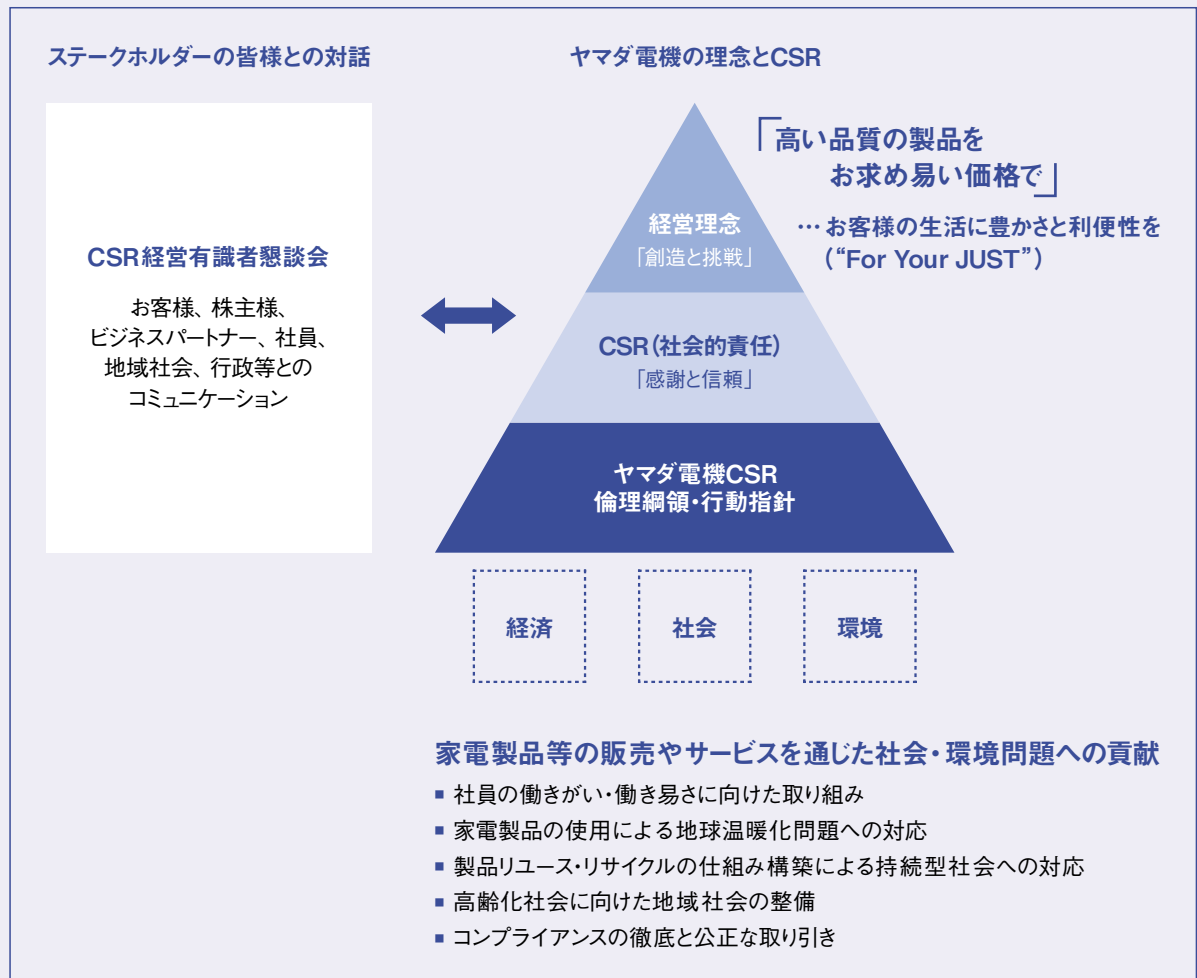 ステークホルダーの皆様との対話
CSR経営有識者懇談会
お客様、株主様、
ビジネスパートナー、社員、
地域社会、行政等との
コミュニケーション
ヤマダ電機の理念とCSR
「高い品質の製品を
お求め易い価格で」
…お客様の生活に豊かさと利便性を
(“For Your JUST”)
経営理念
「創造と挑戦」
CSR(社会的責任)
「感謝と信頼」
ヤマダ電機CSR
倫理綱領・行動指針
経済
社会
環境
家電製品等の販売やサービスを通じた社会・環境問題への貢献
■ 社員の働きがい・働き易さに向けた取り組み
■ 家電製品の使用による地球温暖化問題への対応
■ 製品リユース・リサイクルの仕組み構築による持続型社会への対応
■ 高齢化社会に向けた地域社会の整備
■ コンプライアンスの徹底と公正な取り引き